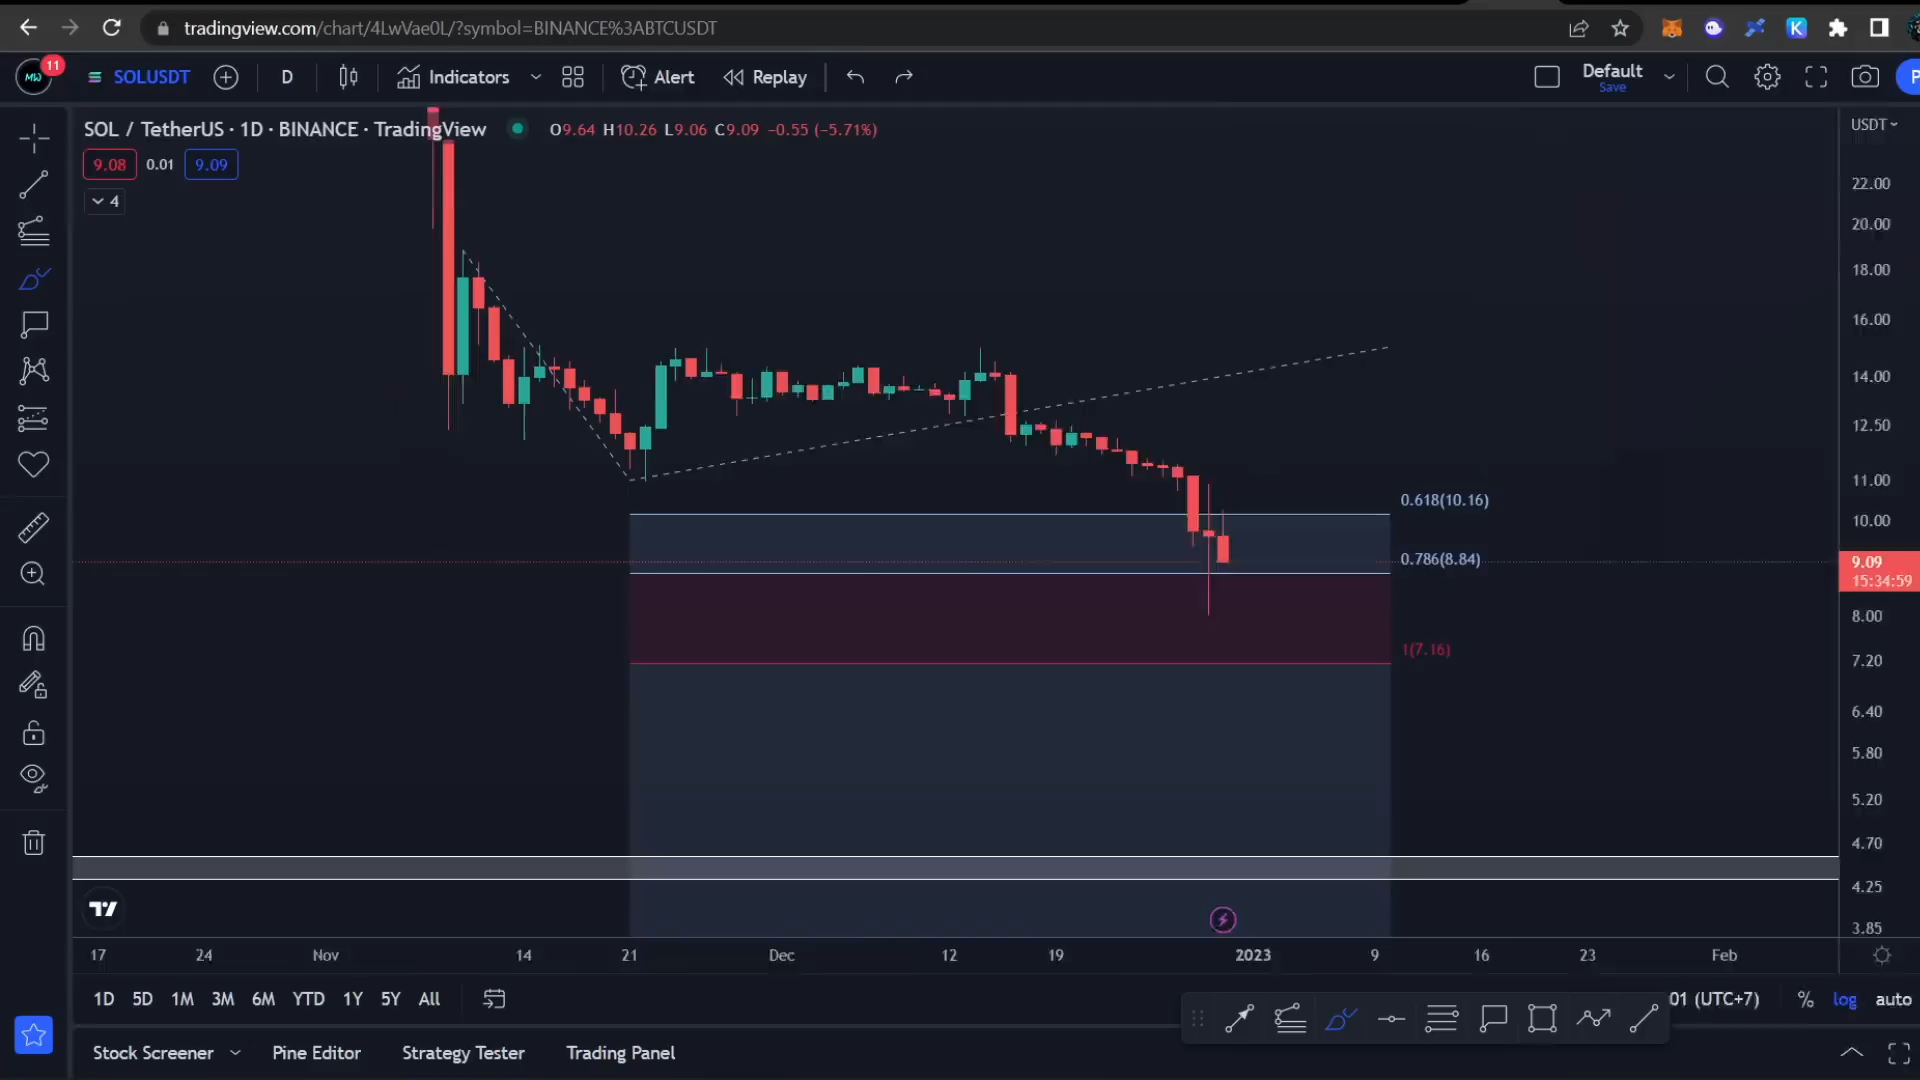 tradingview.com/chart/4LwVae0L/?symbol=BINANCE%3ABTCUSDT
K
MW 11 SOLUSDT D Indicators Alert Replay Default Save P
SOL / TetherUS · 1D · BINANCE · TradingView O9.64 H10.26 L9.06 C9.09 −0.55 (−5.71%)
9.08 0.01 9.09
4
USDT
22.00
20.00
18.00
16.00
14.00
12.50
11.00
10.00
9.09
15:34:59
8.00
7.20
6.40
5.80
5.20
4.70
4.25
3.85
0.618(10.16)
0.786(8.84)
1(7.16)
17 24 Nov 14 21 Dec 12 19 2023 9 16 23 Feb
1D 5D 1M 3M 6M YTD 1Y 5Y All 01 (UTC+7) % log auto
Stock Screener Pine Editor Strategy Tester Trading Panel